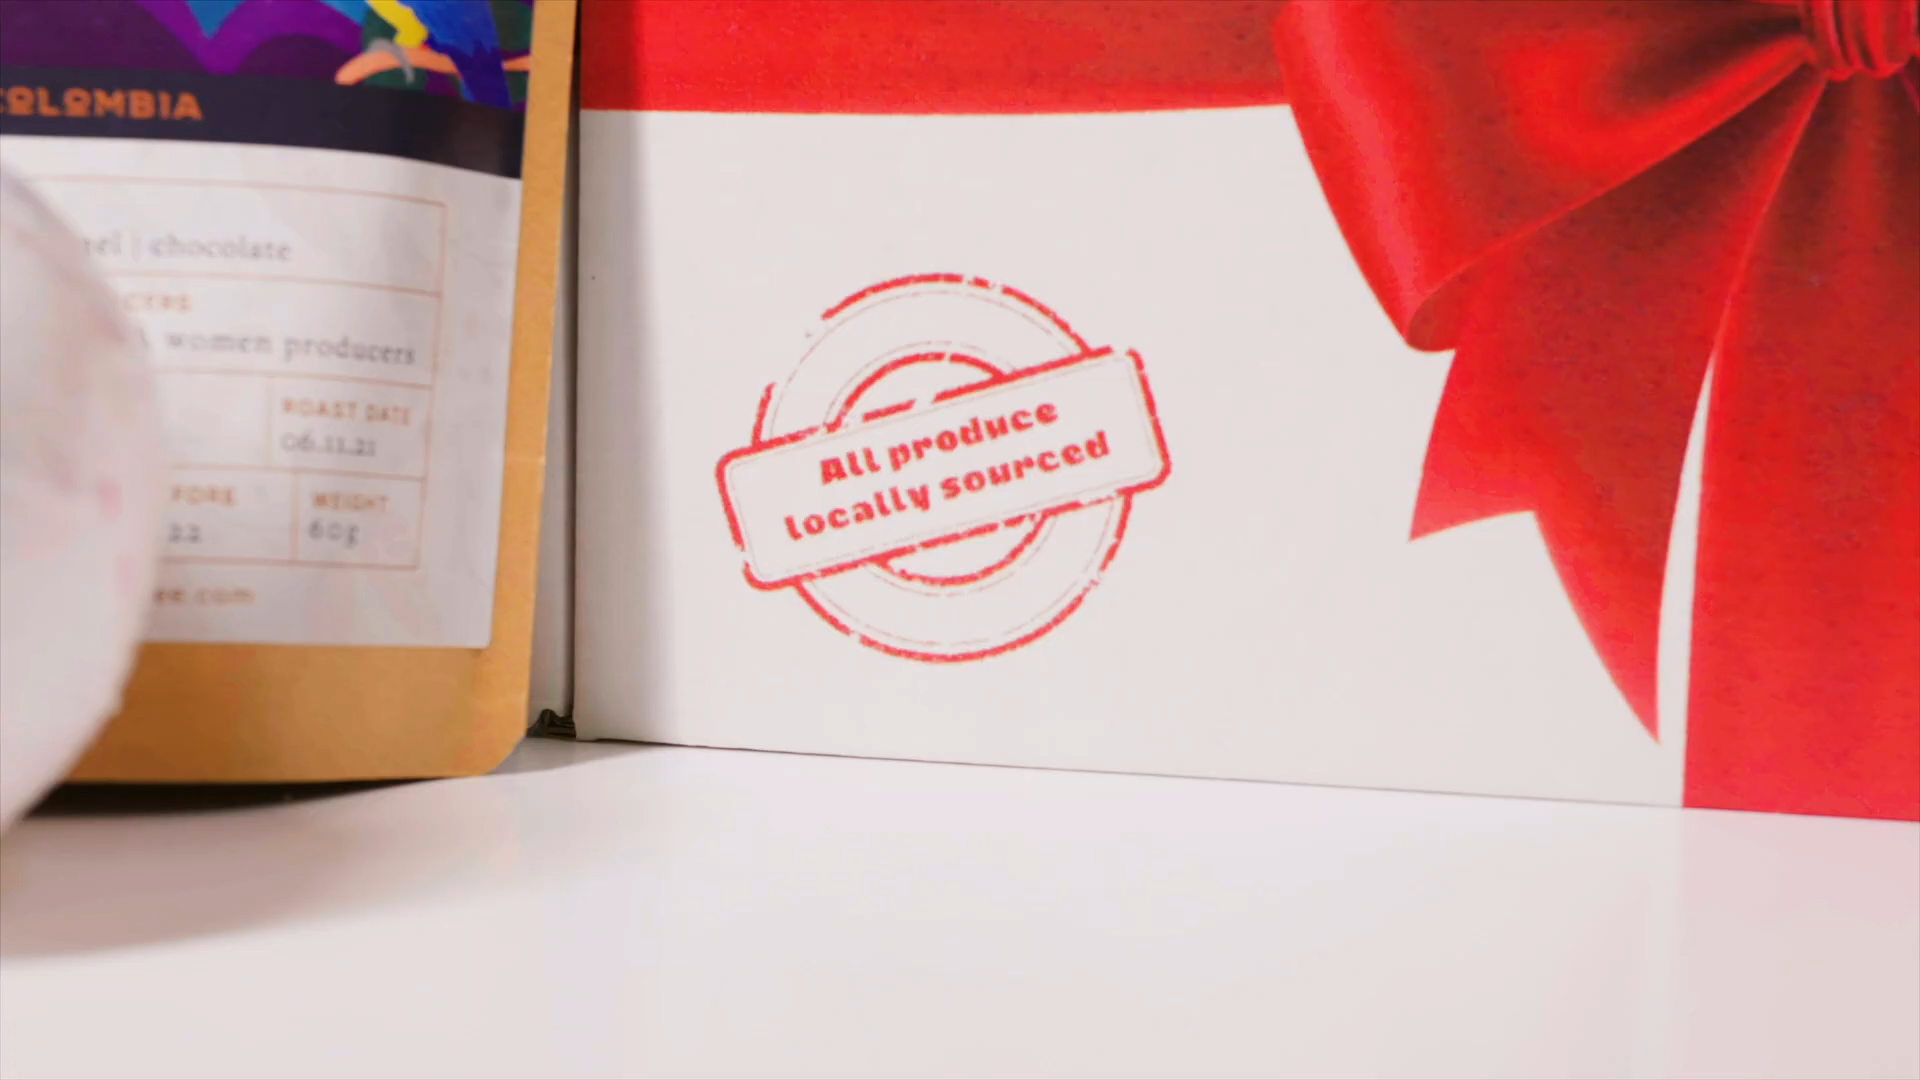 COLOMBIA
chocolate
women producers
ROAST DATE
06.11.21
WEIGHT
60g
All produce
locally sourced